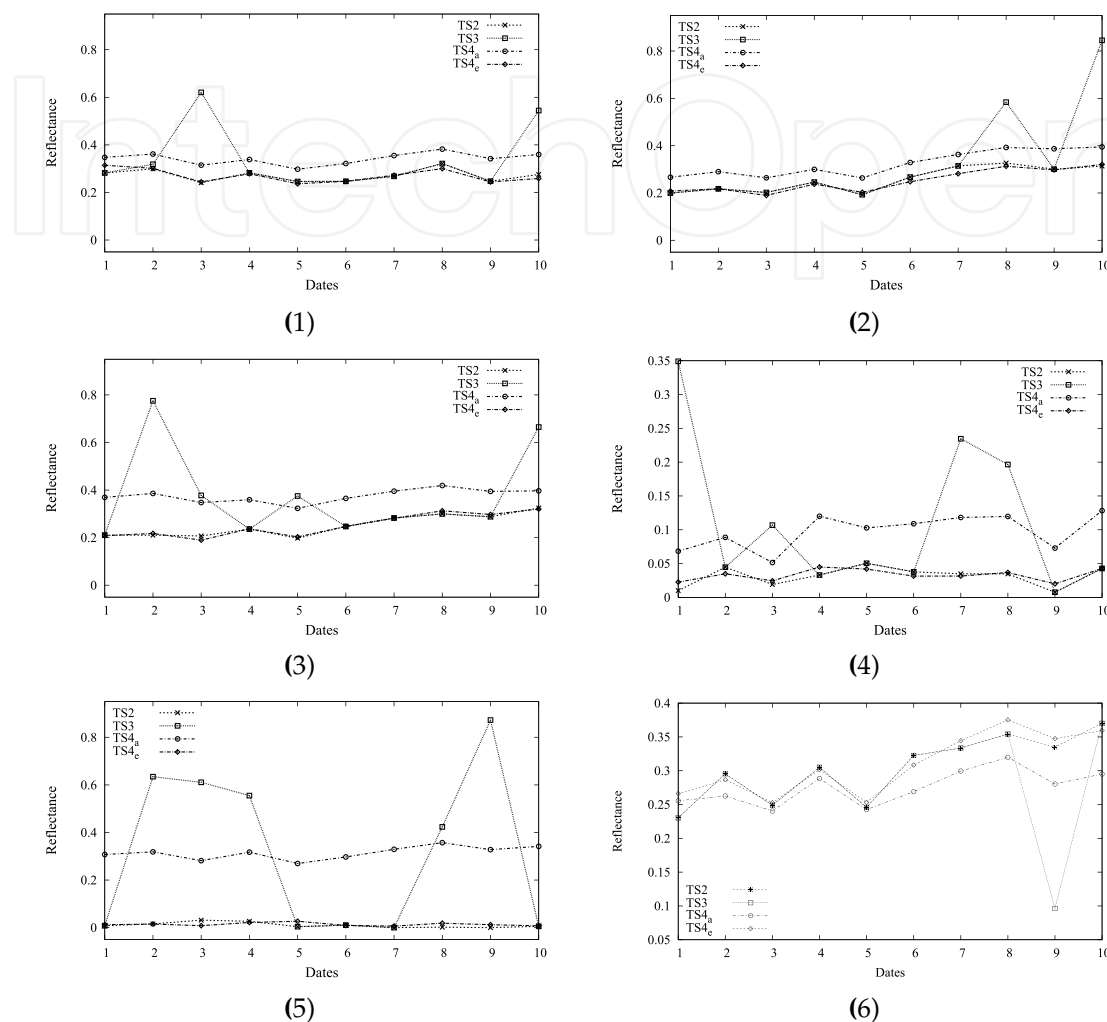 IntechOpen
TS2
TS3
TS4a
TS4e
Reflectance
0.8
0.6
0.4
0.2
0
1 2 3 4 5 6 7 8 9 10
Dates
(1)
TS2
TS3
TS4a
TS4e
Reflectance
0.8
0.6
0.4
0.2
0
1 2 3 4 5 6 7 8 9 10
Dates
(2)
TS2
TS3
TS4a
TS4e
Reflectance
0.8
0.6
0.4
0.2
0
1 2 3 4 5 6 7 8 9 10
Dates
(3)
TS2
TS3
TS4a
TS4e
Reflectance
0.35
0.3
0.25
0.2
0.15
0.1
0.05
0
1 2 3 4 5 6 7 8 9 10
Dates
(4)
TS2
TS3
TS4a
TS4e
Reflectance
0.8
0.6
0.4
0.2
0
1 2 3 4 5 6 7 8 9 10
Dates
(5)
Reflectance
0.4
0.35
0.3
0.25
0.2
0.15
0.1
0.05
TS2
TS3
TS4a
TS4e
1 2 3 4 5 6 7 8 9 10
Dates
(6)